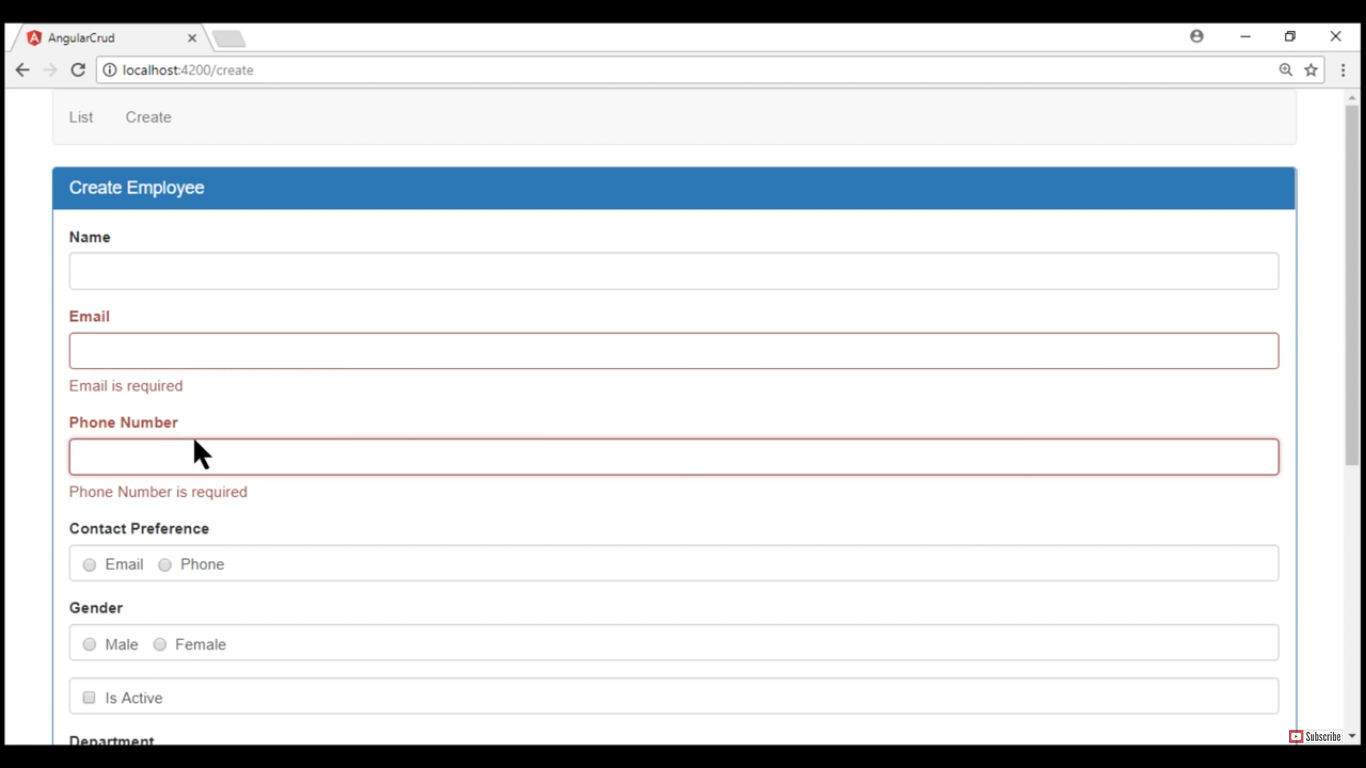 AngularCrud
localhost:4200/create
List Create
Create Employee
Name
Email
Email is required
Phone Number
Phone Number is required
Contact Preference
Email Phone
Gender
Male Female
Is Active
Department
Subscribe